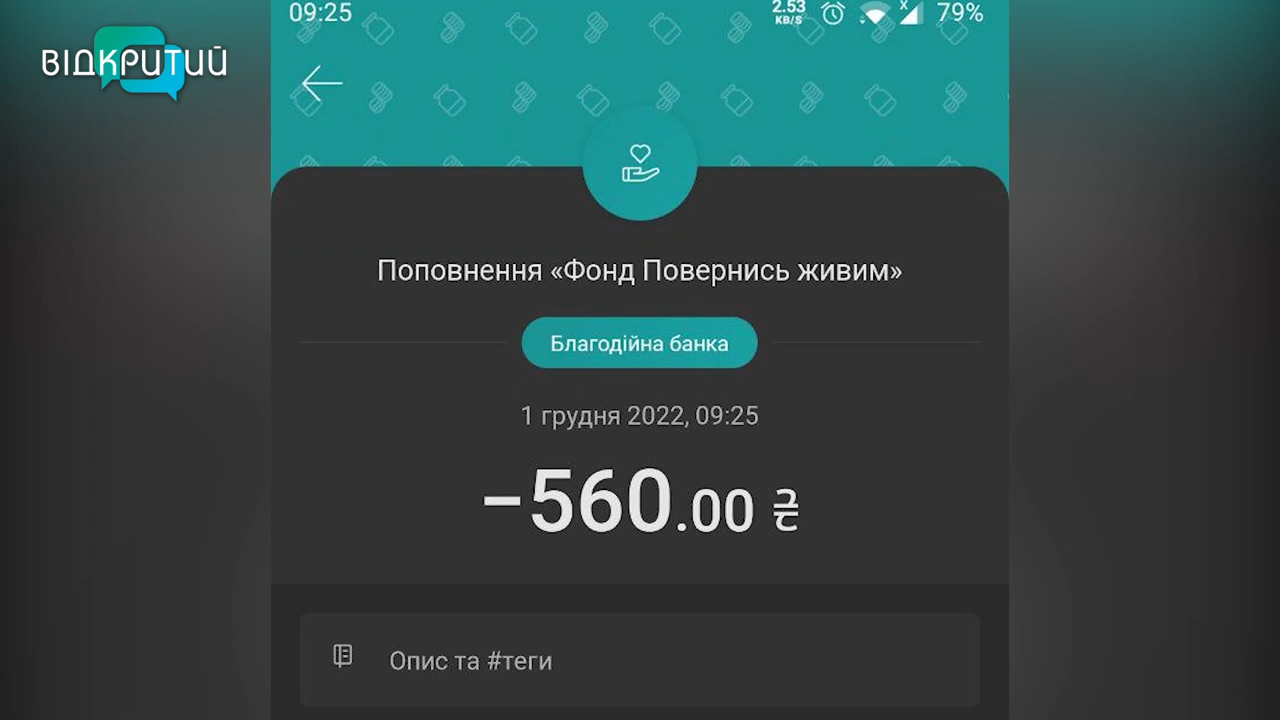 09:25
2.53
KB/S
X
79%
ВІДКРИТИЙ
Поповнення «Фонд Повернись живим»
Благодійна банка
1 грудня 2022, 09:25
−560.00 ₴
Опис та #теги